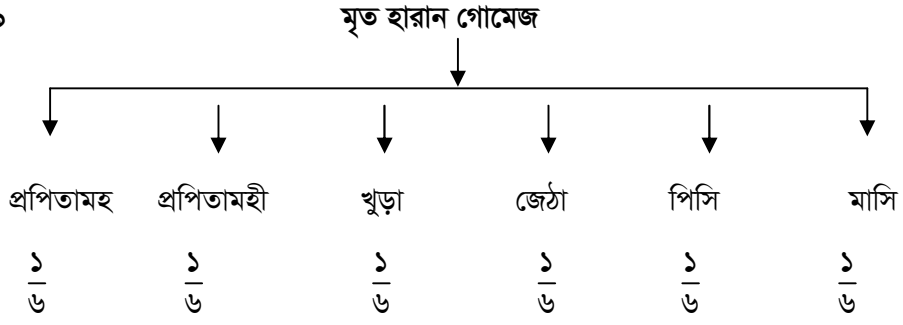 মৃত হারান গোমেজ
প্রপিতামহ প্রপিতামহী খুড়া জেঠা পিসি মাসি
১ ১ ১ ১ ১ ১
৬ ৬ ৬ ৬ ৬ ৬